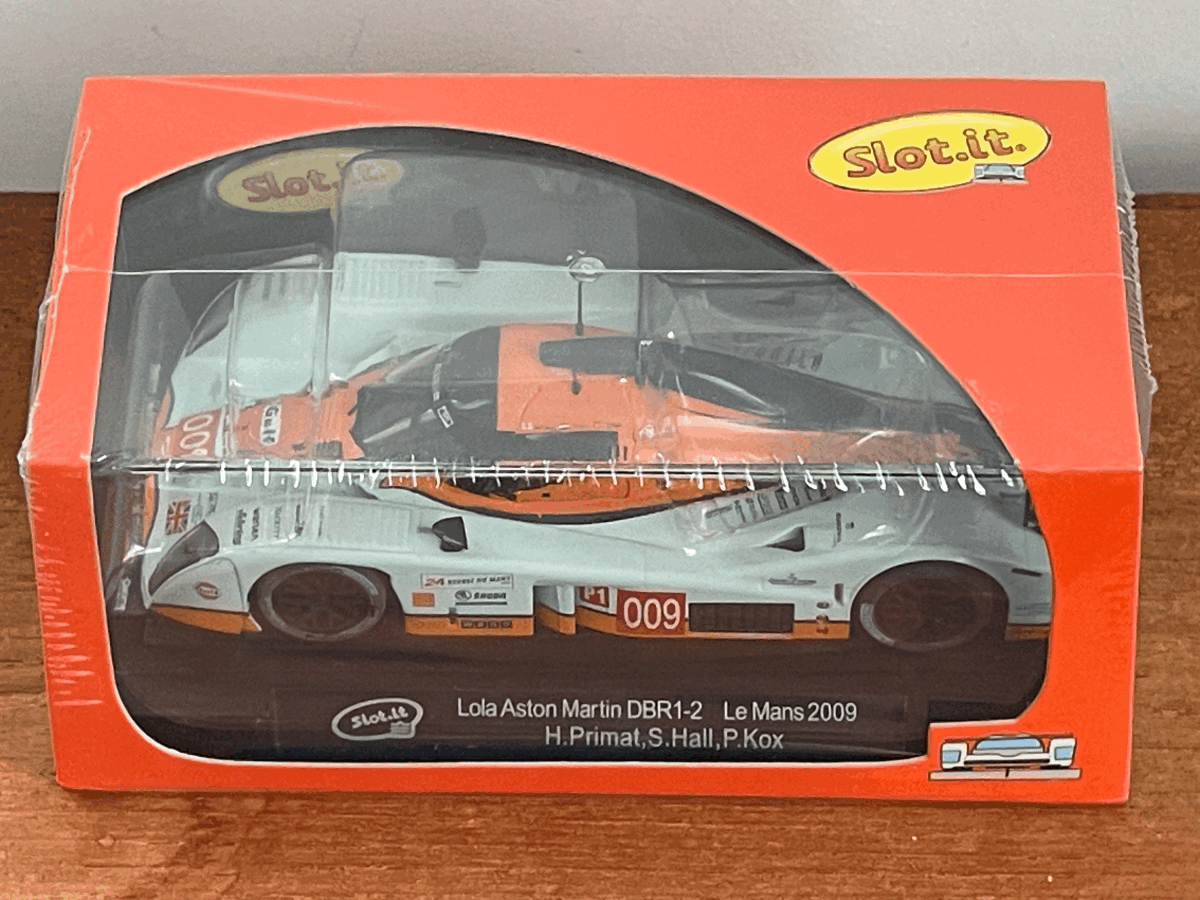 Slot.it.
Slot.
009
Gulf
24
SKODA
P1
009
Slot.it
Lola Aston Martin DBR1-2 Le Mans 2009
H.Primat,S.Hall,P.Kox